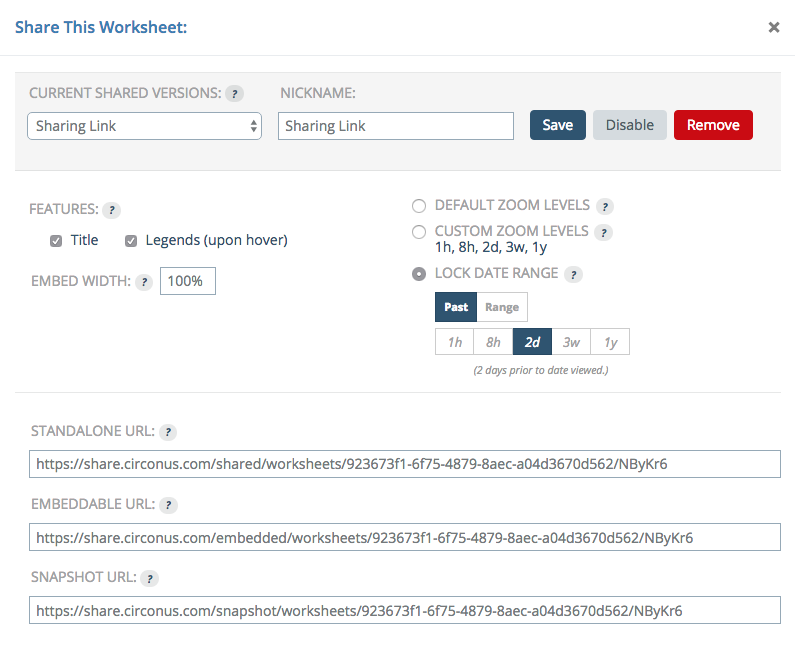 Share This Worksheet:
×
CURRENT SHARED VERSIONS: ?
NICKNAME:
Sharing Link
Sharing Link
Save
Disable
Remove
FEATURES: ?
Title
Legends (upon hover)
EMBED WIDTH: ?
100%
DEFAULT ZOOM LEVELS ?
CUSTOM ZOOM LEVELS ?
1h, 8h, 2d, 3w, 1y
LOCK DATE RANGE ?
Past Range
1h 8h 2d 3w 1y
(2 days prior to date viewed.)
STANDALONE URL: ?
https://share.circonus.com/shared/worksheets/923673f1-6f75-4879-8aec-a04d3670d562/NByKr6
EMBEDDABLE URL: ?
https://share.circonus.com/embedded/worksheets/923673f1-6f75-4879-8aec-a04d3670d562/NByKr6
SNAPSHOT URL: ?
https://share.circonus.com/snapshot/worksheets/923673f1-6f75-4879-8aec-a04d3670d562/NByKr6